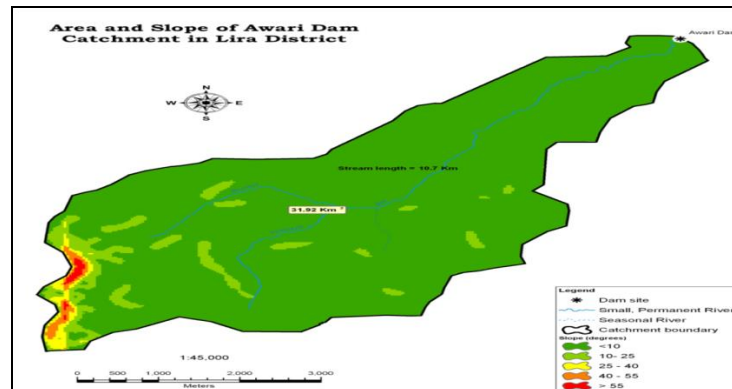 Area and Slope of Awari Dam
Catchment in Lira District
Awari Dam
N
W E
S
Stream length = 10.7 Km
31.92 Km ²
Legend
Dam site
Small, Permanent River
Seasonal River
Catchment boundary
Slope (degrees)
<10
10- 25
25 - 40
40 - 55
> 55
1:45,000
0 500 1,000 2,000 3,000
Meters